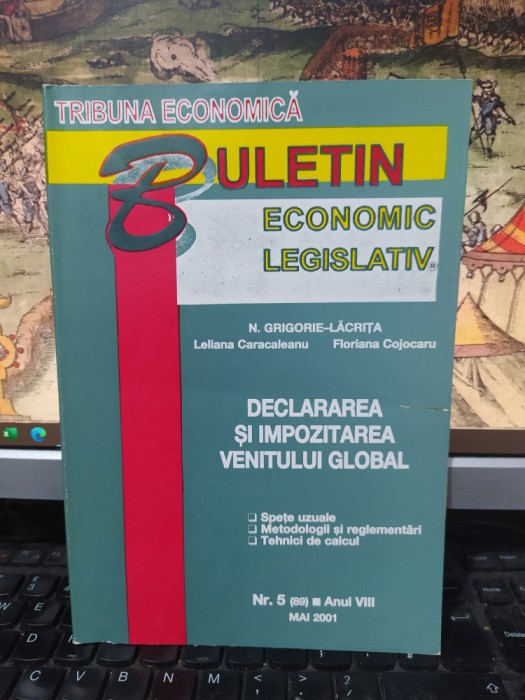 TRIBUNA ECONOMICĂ
BULETIN
ECONOMIC
LEGISLATIV®
N. GRIGORIE–LĂCRIȚA
Leliana Caracaleanu Floriana Cojocaru
DECLARAREA
ȘI IMPOZITAREA
VENITULUI GLOBAL
❑ Spețe uzuale
❑ Metodologii și reglementări
❑ Tehnici de calcul
Nr. 5 (89) ■ Anul VIII
MAI 2001
Delete
C V B N M < >